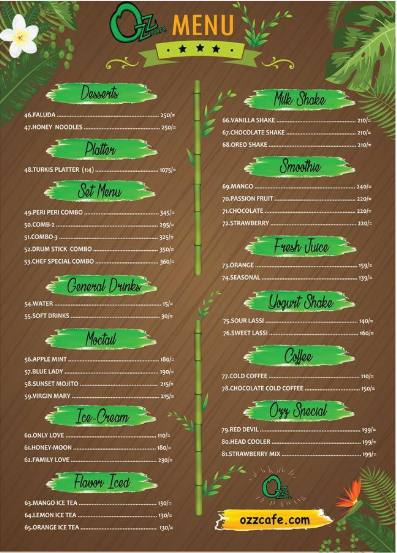 Ozz cafe MENU
Desserts
46.FALUDA 250/=
47.HONEY NOODLES 250/=
Platter
48.TURKIS PLATTER (1:4) 1075/=
Set Menu
49.PERI PERI COMBO 345/=
50.COMB-2 295/=
51.COMBO-3 325/=
52.DRUM STICK COMBO 350/=
53.CHEF SPECIAL COMBO 360/=
General Drinks
54.WATER 15/=
55.SOFT DRINKS 30/=
Moctail
56.APPLE MINT 180/=
57.BLUE LADY 190/=
58.SUNSET MOJITO 215/=
59.VIRGIN MARY 215/=
Ice-Cream
60.ONLY LOVE 110/=
61.HONEY-MOON 180/=
62.FAMILY LOVE 230/=
Flavor Iced
63.MANGO ICE TEA 130/=
64.LEMON ICE TEA 130/=
65.ORANGE ICE TEA 130/=
Milk Shake
66.VANILLA SHAKE 210/=
67.CHOCOLATE SHAKE 210/=
68.OREO SHAKE 210/=
Smoothie
69.MANGO 240/=
70.PASSION FRUIT 220/=
71.CHOCOLATE 220/=
72.STRAWBERRY 220/=
Fresh Juice
73.ORANGE 159/=
74.SEASONAL 139/=
Yogurt Shake
75.SOUR LASSI 140/=
76.SWEET LASSI 160/=
Coffee
77.COLD COFFEE 110/=
78.CHOCOLATE COLD COFFEE 150/=
Ozz Special
79.RED DEVIL 199/=
80.HEAD COOLER 199/=
81.STRAWBERRY MIX 199/=
Ozz
ozzcafe.com